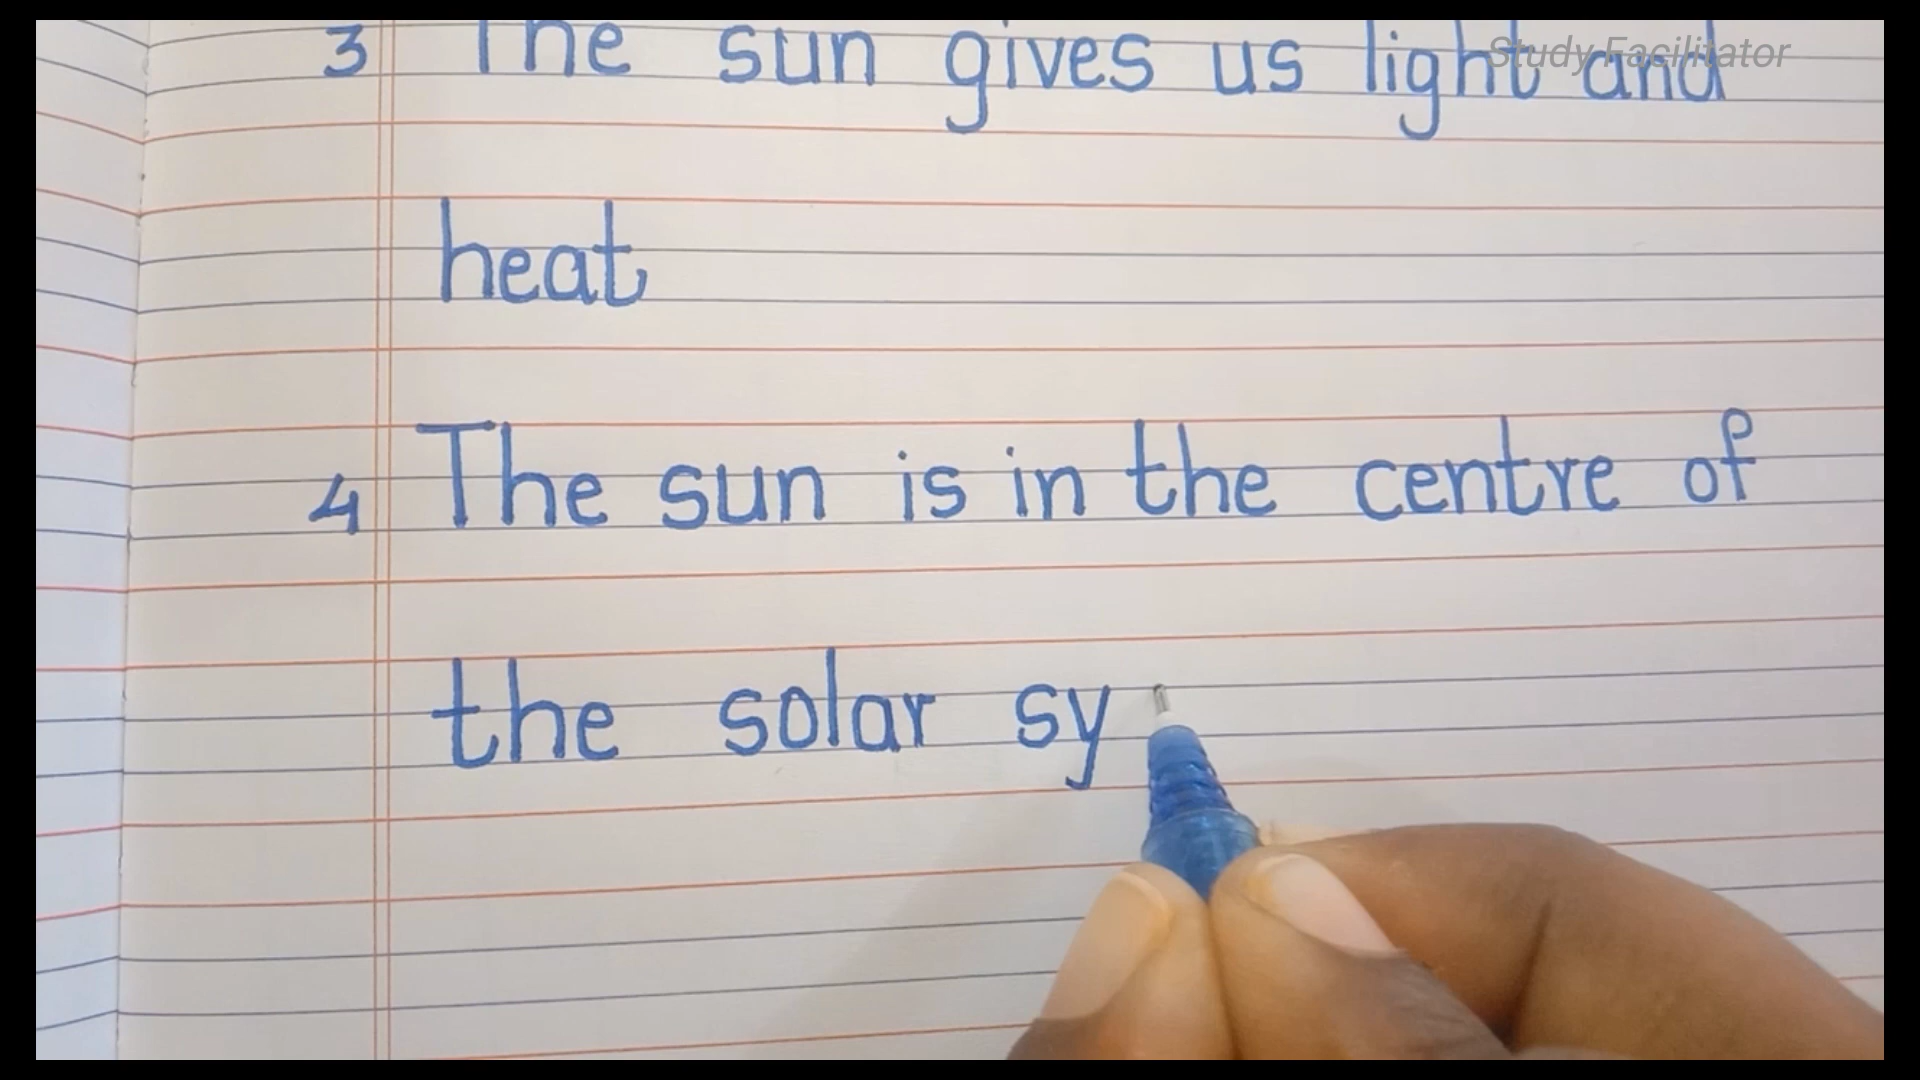 3 The sun gives us light and
Study Facilitator
heat
4 The sun is in the centre of
the solar sy